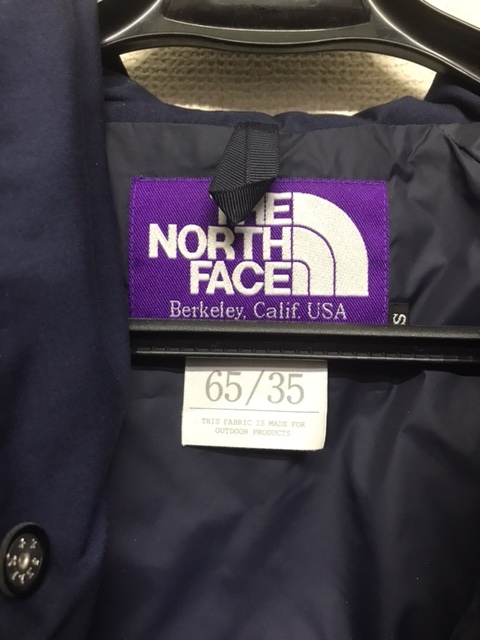 THE
NORTH
FACE
Berkeley, Calif. USA
S
65/35
THIS FABRIC IS MADE FOR
OUTDOOR PRODUCTS